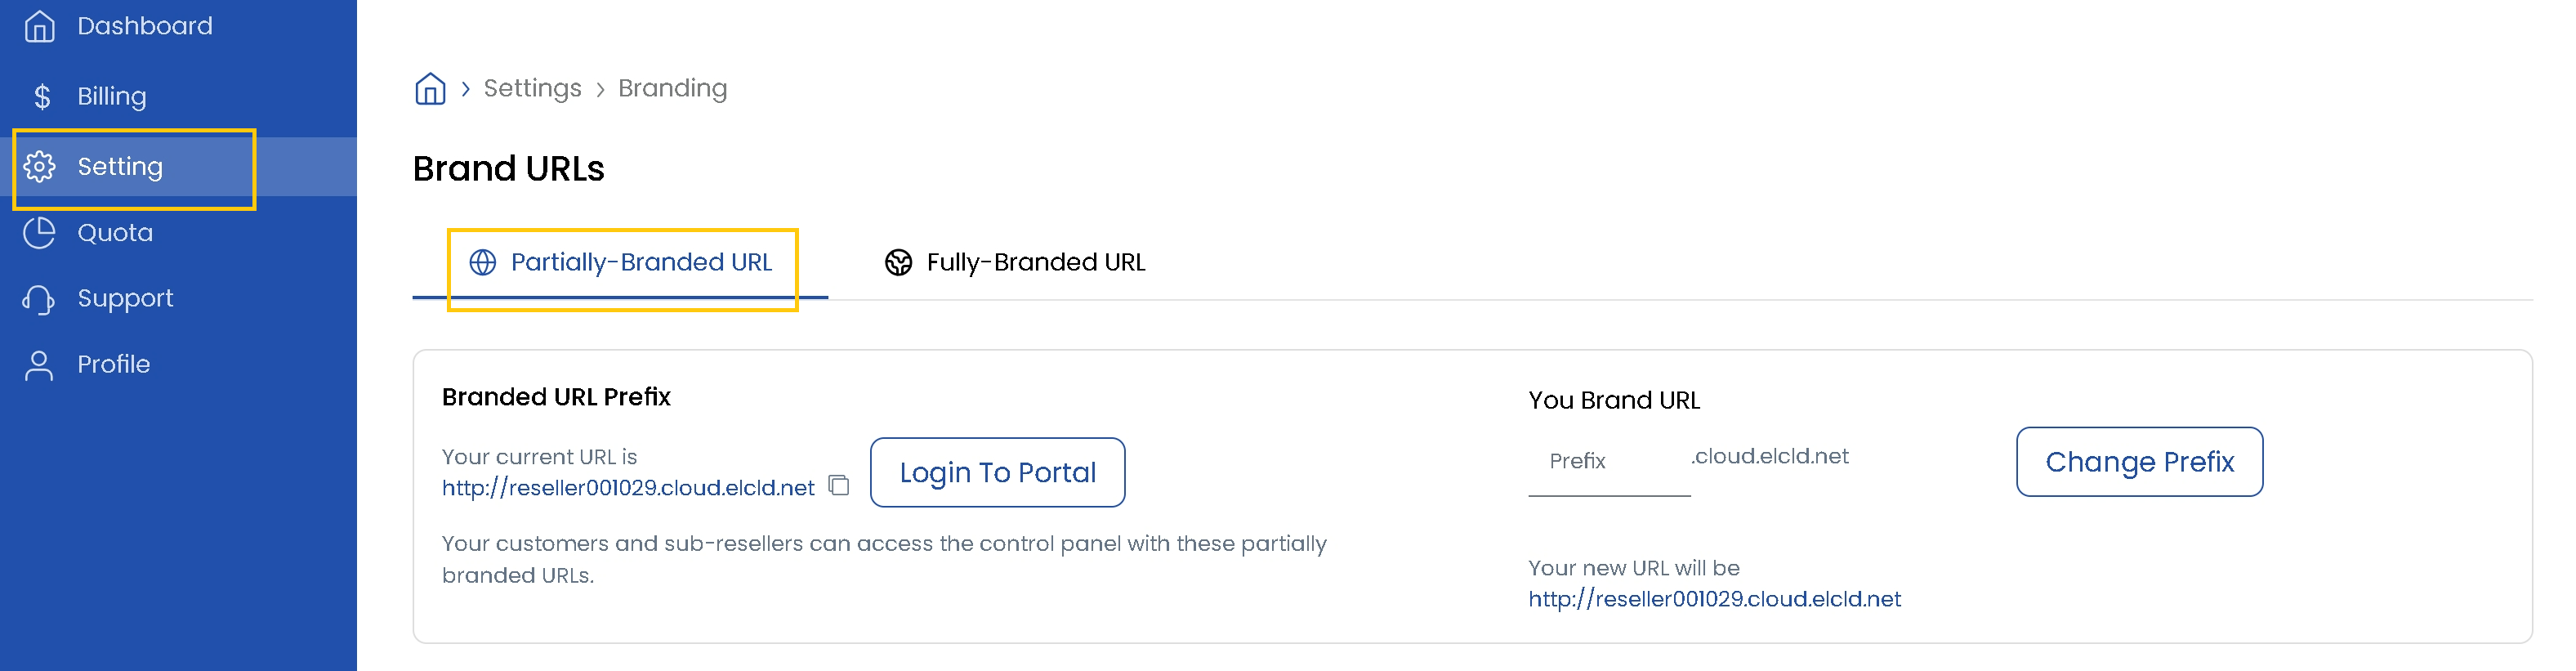 Dashboard
Billing
Setting
Quota
Support
Profile
Settings > Branding
Brand URLs
Partially-Branded URL
Fully-Branded URL
Branded URL Prefix
Your current URL is
http://reseller001029.cloud.elcld.net
Login To Portal
Your customers and sub-resellers can access the control panel with these partially
branded URLs.
You Brand URL
Prefix .cloud.elcld.net
Change Prefix
Your new URL will be
http://reseller001029.cloud.elcld.net